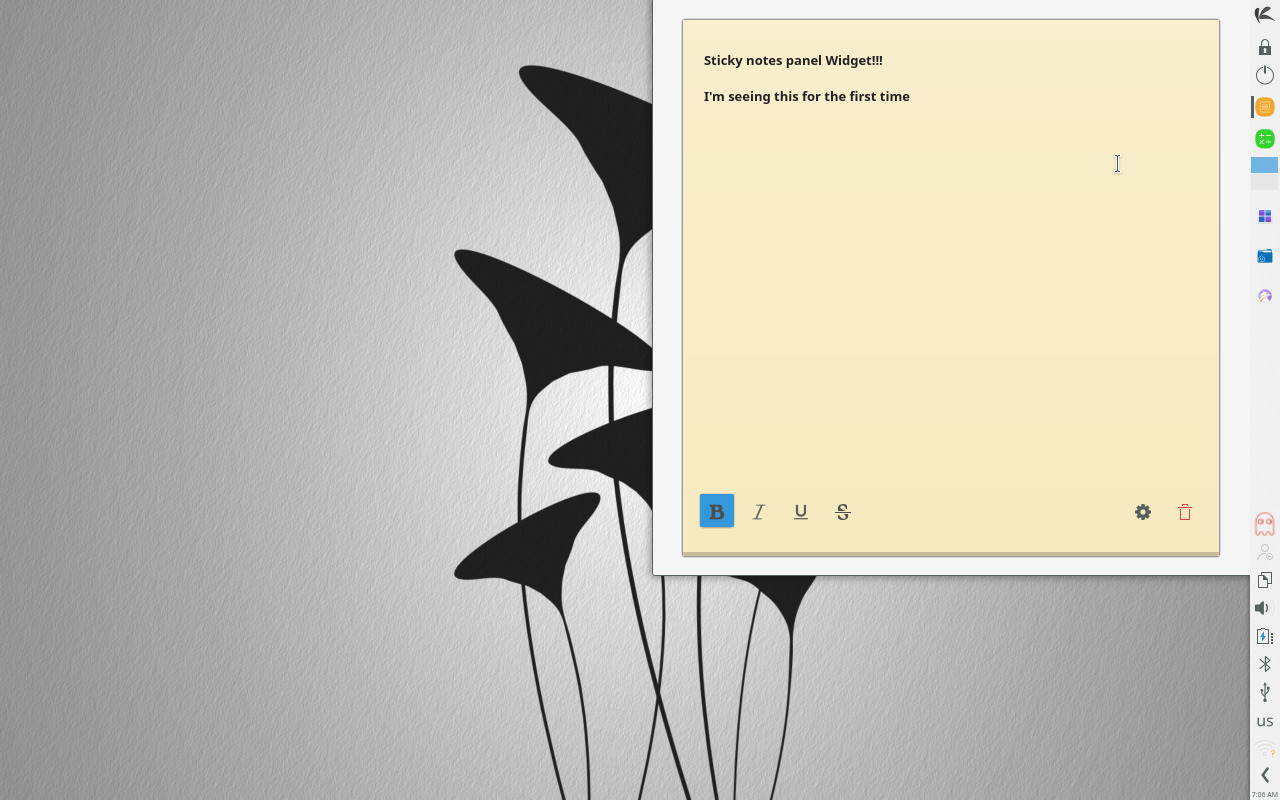 Sticky notes panel Widget!!!
I'm seeing this for the first time
B I U S
us
7:06 AM